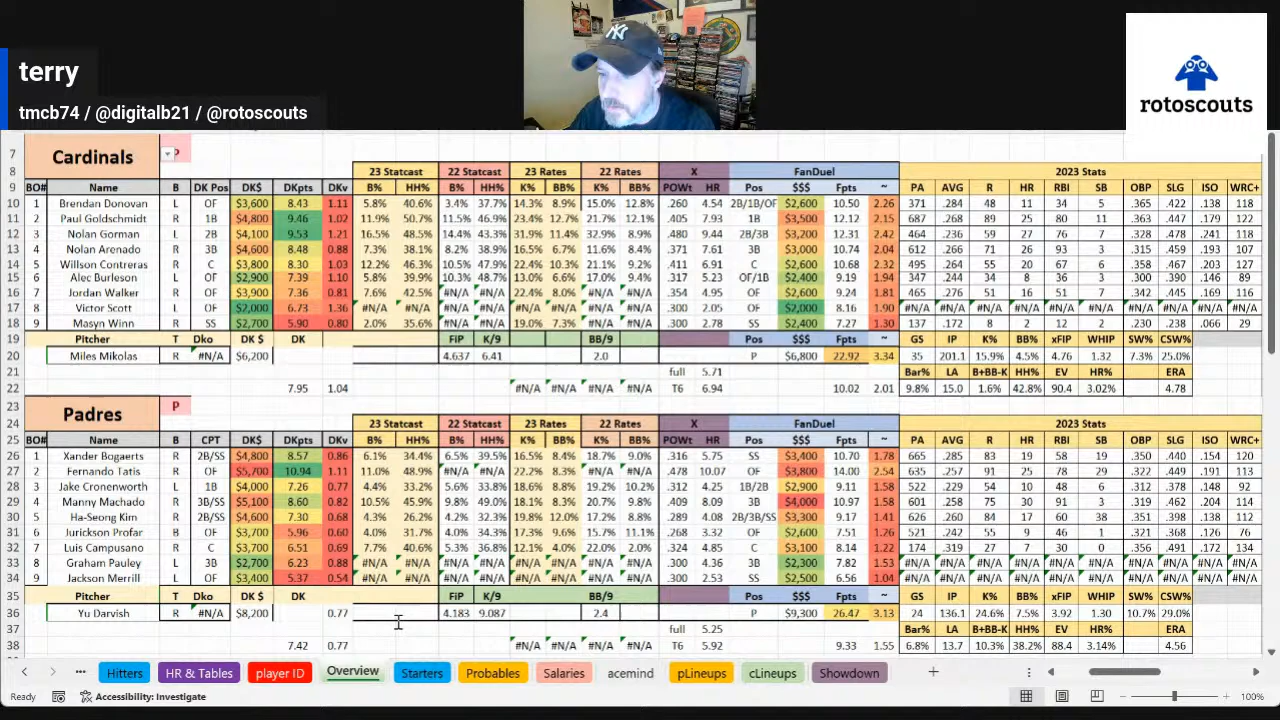 terry
tmcb74 / @digitalb21 / @rotoscouts
rotoscouts
7 Cardinals P
8 23 Statcast 22 Statcast 23 Rates 22 Rates X FanDuel 2023 Stats
9 BO# Name B DK Pos DK$ DKpts DKv B% HH% B% HH% K% BB% K% BB% POWt HR Pos $$$ Fpts ~ PA AVG R HR RBI SB OBP SLG ISO WRC+
10 1 Brendan Donovan L OF $3,600 8.43 1.11 5.8% 40.6% 3.4% 37.7% 14.3% 8.9% 15.0% 12.8% .260 4.54 2B/1B/OF $2,600 10.50 2.26 371 .284 48 11 34 5 .365 .422 .138 118
11 2 Paul Goldschmidt R 1B $4,800 9.46 1.02 11.9% 50.7% 11.5% 46.9% 23.4% 12.7% 21.7% 12.1% .405 7.93 1B $3,500 12.12 2.15 687 .268 89 25 80 11 .363 .447 .179 122
12 3 Nolan Gorman L 2B $4,100 9.53 1.21 16.5% 48.5% 14.4% 43.3% 31.9% 11.4% 32.9% 8.9% .480 9.44 2B/3B $3,200 12.31 2.42 464 .236 59 27 76 7 .328 .478 .241 118
13 4 Nolan Arenado R 3B $4,600 8.48 0.88 7.3% 38.1% 8.2% 38.9% 16.5% 6.7% 11.6% 8.4% .371 7.61 3B $3,000 10.74 2.04 612 .266 71 26 93 3 .315 .459 .193 107
14 5 Willson Contreras R C $3,800 8.30 1.03 12.2% 46.3% 10.5% 47.9% 22.4% 10.3% 21.1% 9.2% .411 6.91 C $2,600 10.68 2.32 495 .264 55 20 67 6 .358 .467 .203 127
15 6 Alec Burleson L OF $2,900 7.39 1.10 5.8% 39.9% 10.3% 48.7% 13.0% 6.6% 17.0% 9.4% .317 5.23 OF/1B $2,400 9.19 1.94 347 .244 34 8 36 3 .300 .390 .146 89
16 7 Jordan Walker R OF $3,900 7.36 0.81 7.6% 42.5% #N/A #N/A 22.4% 8.0% #N/A #N/A .354 4.95 OF $2,600 9.24 1.81 465 .276 51 16 51 7 .342 .445 .169 116
17 8 Victor Scott L OF $2,000 6.73 1.36 #N/A #N/A #N/A #N/A #N/A #N/A #N/A #N/A .300 2.05 OF $2,000 8.16 1.90 #N/A #N/A #N/A #N/A #N/A #N/A #N/A #N/A #N/A #N/A
18 9 Masyn Winn R SS $2,700 5.90 0.80 2.0% 35.6% #N/A #N/A 19.0% 7.3% #N/A #N/A .300 2.78 SS $2,400 7.27 1.30 137 .172 8 2 12 2 .230 .238 .066 29
19 Pitcher T Dko DK $ DK FiP K/9 BB/9 Pos $$$ Fpts ~ GS IP K% BB% xFIP WHIP SW% CSW%
20 Miles Mikolas R #N/A $6,200 4.637 6.41 2.0 P $6,800 22.92 3.34 35 201.1 15.9% 4.5% 4.76 1.32 7.3% 25.0%
21 full 5.71 Bar% LA B+BB-K HH% EV HR% ERA
22 7.95 1.04 #N/A #N/A T6 6.94 10.02 2.01 9.8% 15.0 1.6% 42.8% 90.4 3.02% 4.78
23 Padres P
24 23 Statcast 22 Statcast 23 Rates 22 Rates X FanDuel 2023 Stats
25 BO# Name B CPT DK$ DKpts DKv B% HH% B% HH% K% BB% K% BB% POWt HR Pos $$$ Fpts ~ PA AVG R HR RBI SB OBP SLG ISO WRC+
26 1 Xander Bogaerts R 2B/SS $4,800 8.57 0.86 6.1% 34.4% 6.5% 39.5% 16.5% 8.4% 18.7% 9.0% .316 5.75 SS $3,400 10.70 1.78 665 .285 83 19 58 19 .350 .440 .154 120
27 2 Fernando Tatis R OF $5,700 10.94 1.11 11.0% 48.9% #N/A #N/A 22.2% 8.3% #N/A #N/A .478 10.07 OF $3,800 14.00 2.54 635 .257 91 25 78 29 .322 .449 .191 113
28 3 Jake Cronenworth L 1B $4,000 7.26 0.77 4.4% 33.2% 5.6% 33.8% 18.6% 8.8% 19.2% 10.2% .312 4.25 1B/2B $2,900 9.11 1.58 522 .229 54 10 48 6 .312 .378 .148 92
29 4 Manny Machado R 3B/SS $5,100 8.60 0.82 10.5% 45.9% 9.8% 49.0% 18.1% 8.3% 20.7% 9.8% .409 8.09 3B $4,000 10.97 1.58 601 .258 75 30 91 3 .319 .462 .204 114
30 5 Ha-Seong Kim R 2B/SS $4,600 7.30 0.68 4.3% 26.2% 4.2% 32.3% 19.8% 12.0% 17.2% 8.8% .289 4.08 2B/3B/SS $3,300 9.17 1.41 626 .260 84 17 60 38 .351 .398 .138 112
31 6 Jurickson Profar B OF $3,700 5.96 0.60 4.0% 31.7% 4.0% 34.3% 17.3% 9.6% 15.7% 11.1% .268 3.32 OF $2,600 7.51 1.26 521 .242 55 9 46 1 .321 .368 .126 76
32 7 Luis Campusano R C $3,700 6.51 0.69 7.7% 40.6% 5.3% 36.8% 12.1% 4.0% 22.0% 2.0% .324 4.85 C $3,100 8.14 1.22 174 .319 27 7 30 0 .356 .491 .172 134
33 8 Graham Pauley L 3B $2,700 6.23 0.88 #N/A #N/A #N/A #N/A #N/A #N/A #N/A #N/A .300 4.36 3B $2,300 7.82 1.53 #N/A #N/A #N/A #N/A #N/A #N/A #N/A #N/A #N/A #N/A
34 9 Jackson Merrill L OF $3,400 5.37 0.54 #N/A #N/A #N/A #N/A #N/A #N/A #N/A #N/A .300 2.53 SS $2,500 6.56 1.04 #N/A #N/A #N/A #N/A #N/A #N/A #N/A #N/A #N/A #N/A
35 Pitcher T Dko DK $ DK FiP K/9 BB/9 Pos $$$ Fpts ~ GS IP K% BB% xFIP WHIP SW% CSW%
36 Yu Darvish R #N/A $8,200 0.77 4.183 9.087 2.4 P $9,300 26.47 3.13 24 136.1 24.6% 7.5% 3.92 1.30 10.7% 29.0%
37 full 5.25 Bar% LA B+BB-K HH% EV HR% ERA
38 7.42 0.77 #N/A #N/A T6 5.92 9.33 1.55 6.8% 13.7 10.3% 38.2% 88.4 3.14% 4.56
... Hitters HR & Tables player ID Overview Starters Probables Salaries acemind pLineups cLineups Showdown
Ready Accessibility: Investigate 100%